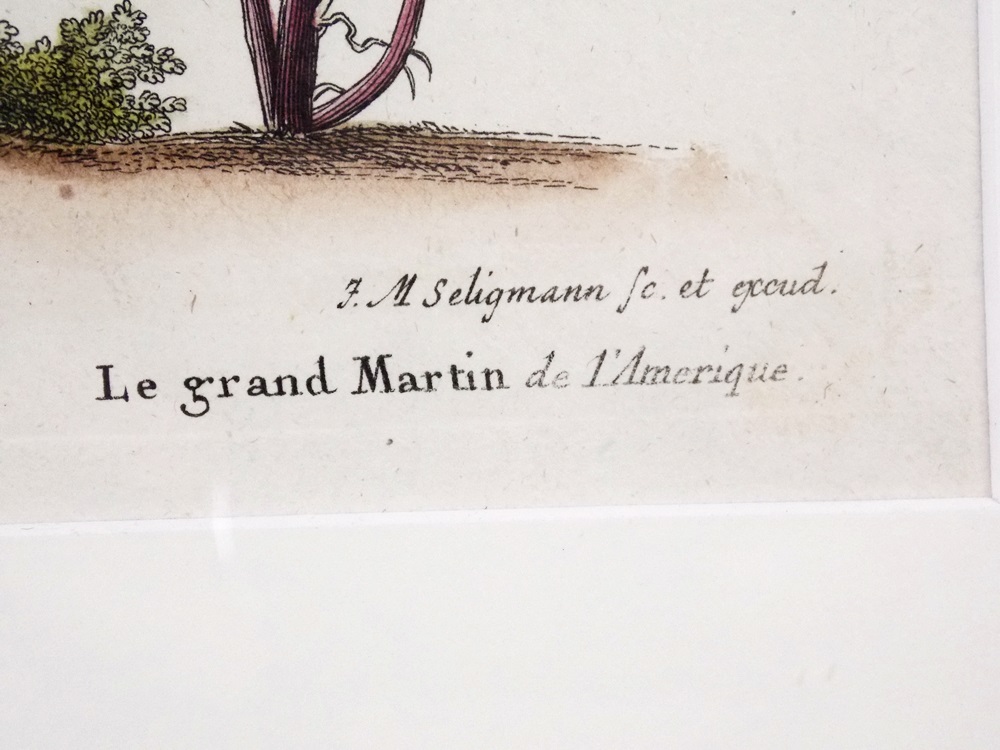 J. M Seligmann sc. et excud.
Le grand Martin de l'Amerique.